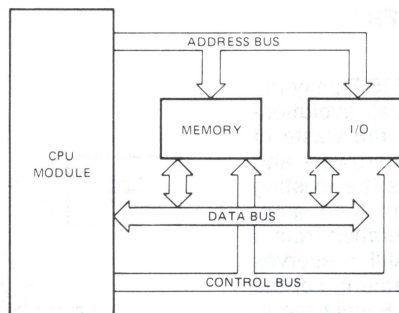 ADDRESS BUS
MEMORY
I/O
CPU
MODULE
DATA BUS
CONTROL BUS